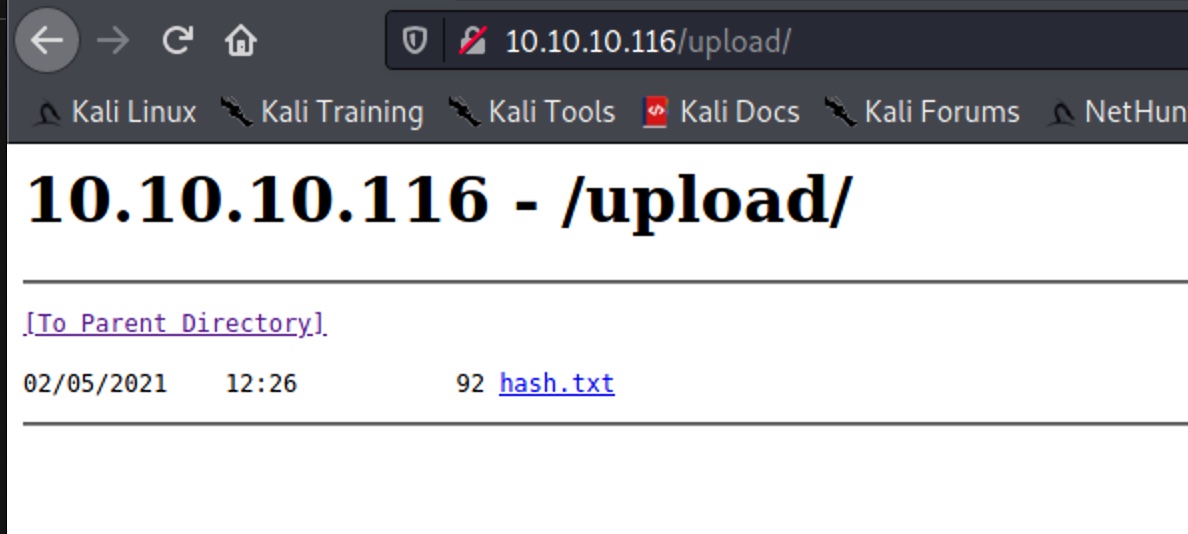 10.10.10.116/upload/
Kali Linux Kali Training Kali Tools Kali Docs Kali Forums NetHun
10.10.10.116 - /upload/
[To Parent Directory]
02/05/2021 12:26 92 hash.txt